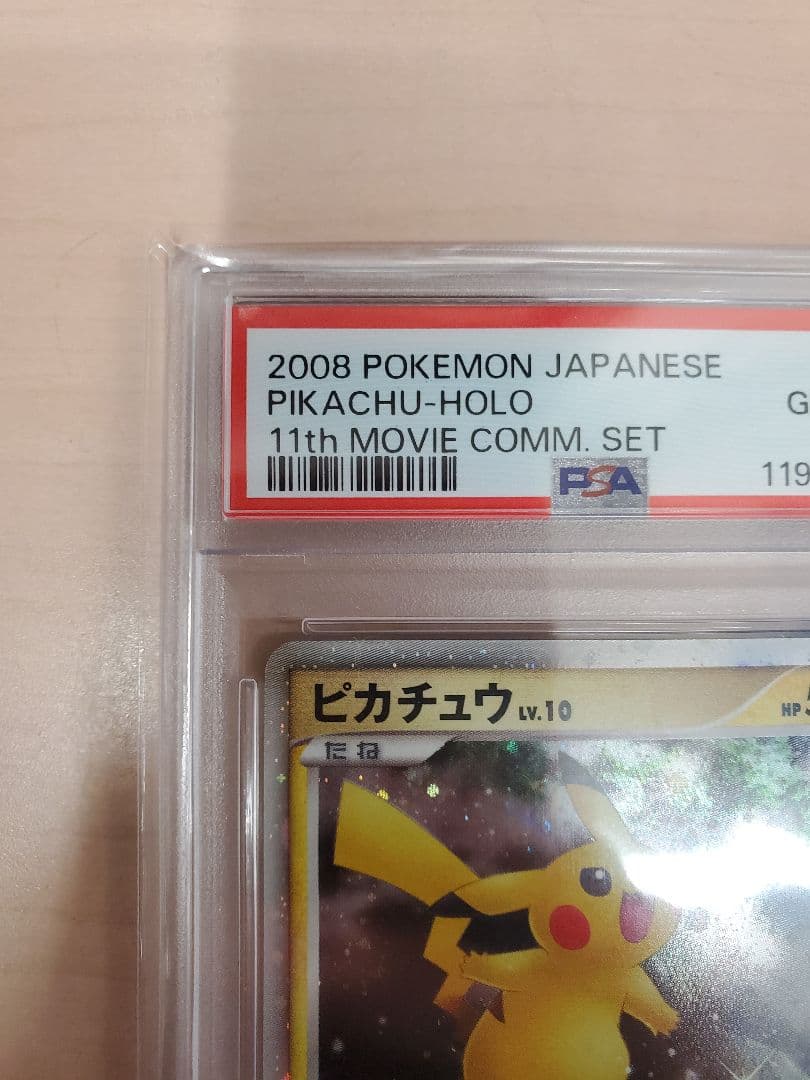 2008 POKEMON JAPANESE
PIKACHU-HOLO
11th MOVIE COMM. SET
119
PSA
ピカチュウ LV.10 HP
たね